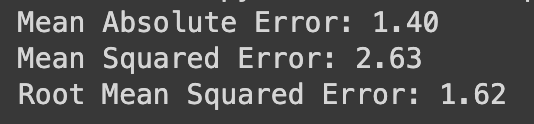 Mean Absolute Error: 1.40
Mean Squared Error: 2.63
Root Mean Squared Error: 1.62